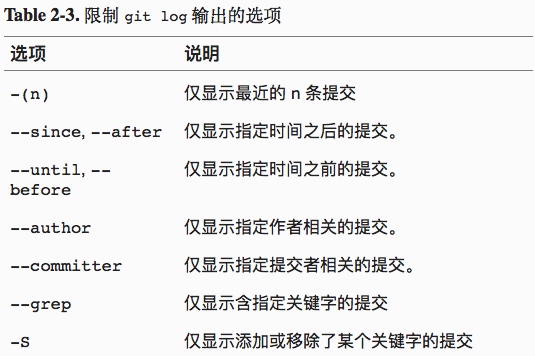 Table 2-3. 限制 git log 输出的选项
选项 说明
-(n) 仅显示最近的 n 条提交
--since, --after 仅显示指定时间之后的提交。
--until, -- 仅显示指定时间之前的提交。
before
--author 仅显示指定作者相关的提交。
--committer 仅显示指定提交者相关的提交。
--grep 仅显示含指定关键字的提交
-S 仅显示添加或移除了某个关键字的提交